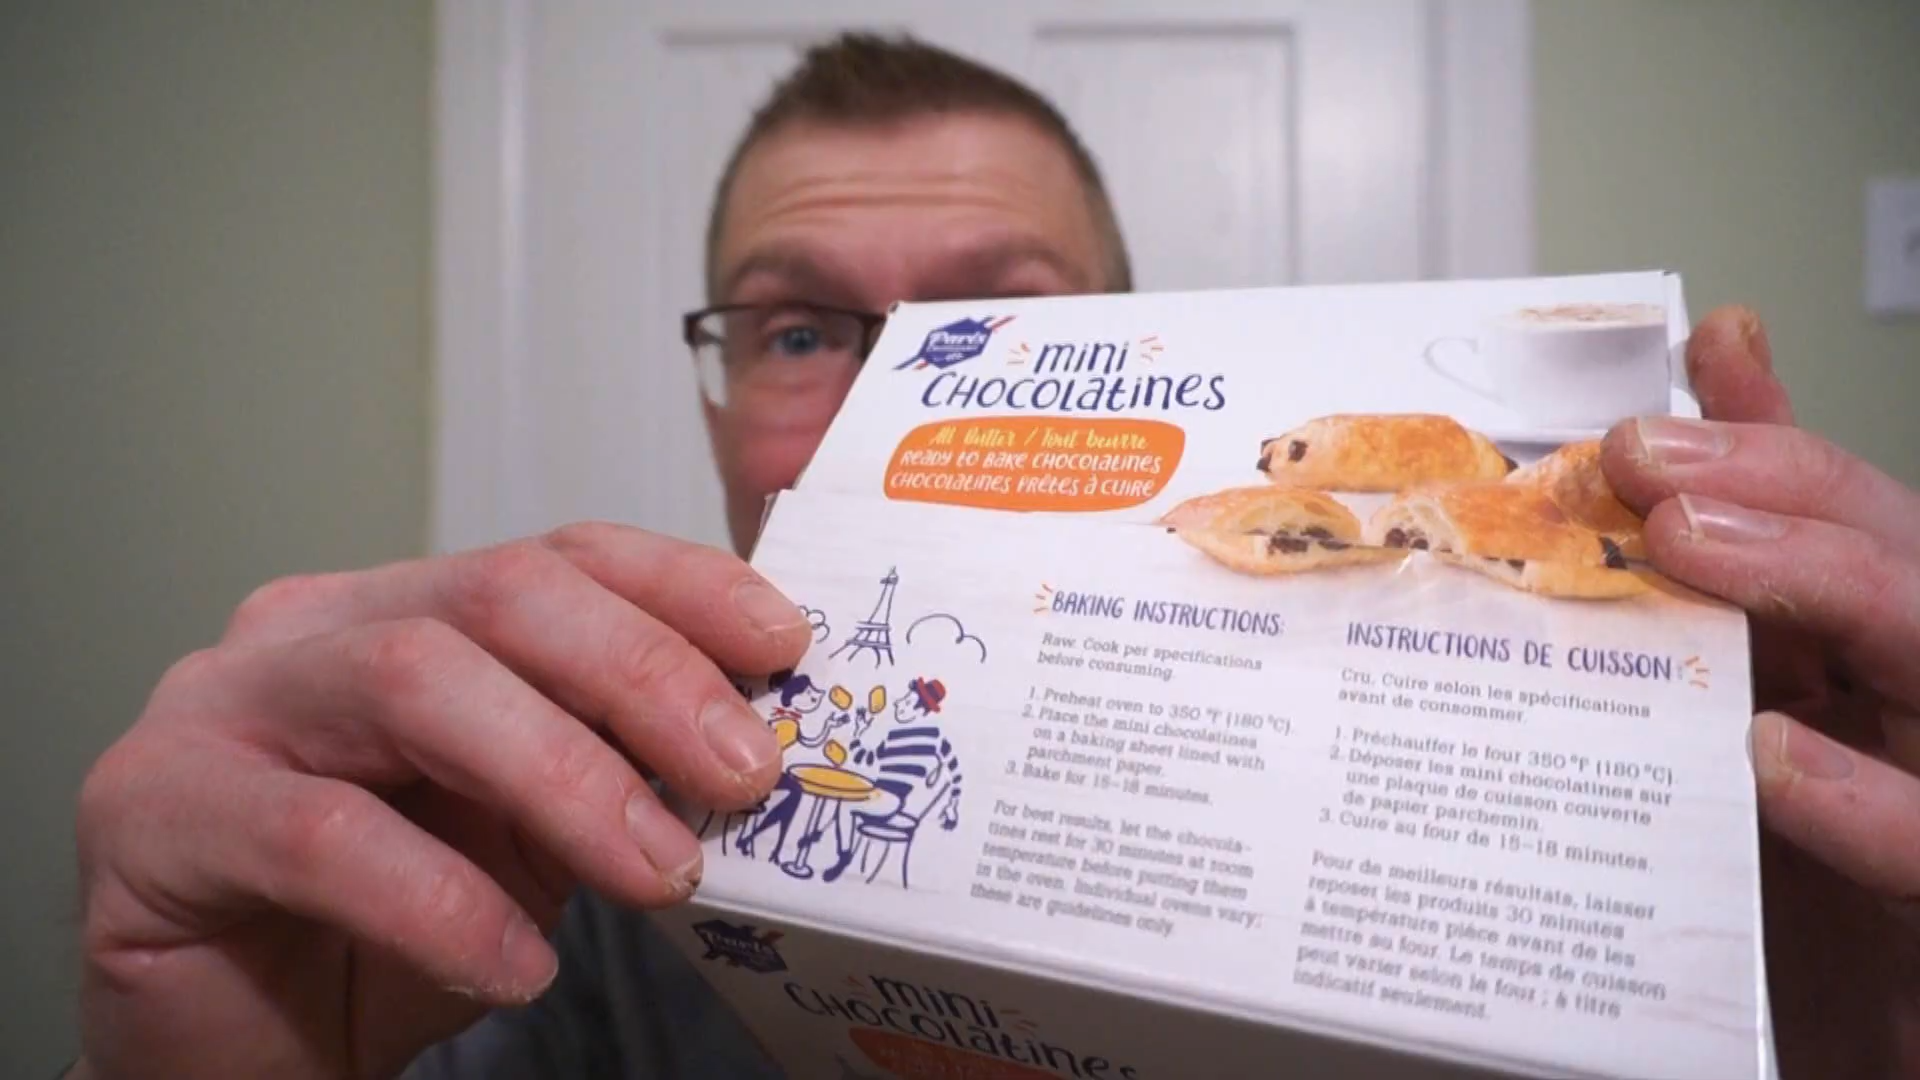 Paris
mini
CHOCOLatines
All Butter / Tout beurre
Ready to Bake CHOCOLatines
CHOCOLatines Prêtes à cuire
BAKING INSTRUCTIONS:
Raw. Cook per specifications
before consuming.
1. Preheat oven to 350 °F (180 °C).
2. Place the mini chocolatines
on a baking sheet lined with
parchment paper.
3. Bake for 15-18 minutes.
For best results, let the chocola-
tines rest for 30 minutes at room
temperature before putting them
in the oven. Individual ovens vary;
these are guidelines only.
INSTRUCTIONS DE CUISSON:
Cru. Cuire selon les spécifications
avant de consommer.
1. Préchauffer le four 350 °F (180 °C).
2. Déposer les mini chocolatines sur
une plaque de cuisson couverte
de papier parchemin.
3. Cuire au four de 15-18 minutes.
Pour de meilleurs résultats, laisser
reposer les produits 30 minutes
à température pièce avant de les
mettre au four. Le temps de cuisson
peut varier selon le four ; à titre
indicatif seulement.
Paris
mini
CHOCOLatines